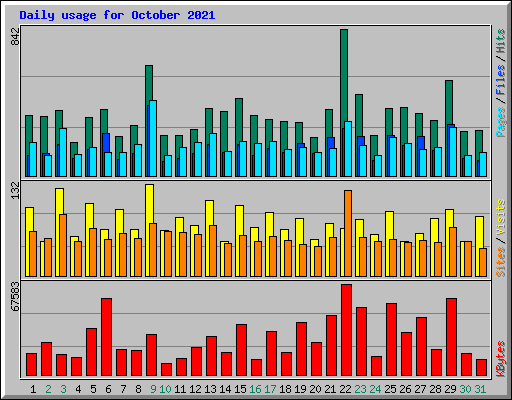 Daily usage for October 2021
842
Pages / Files / Hits
132
Sites / Visits
67583
KBytes
1 2 3 4 5 6 7 8 9 10 11 12 13 14 15 16 17 18 19 20 21 22 23 24 25 26 27 28 29 30 31